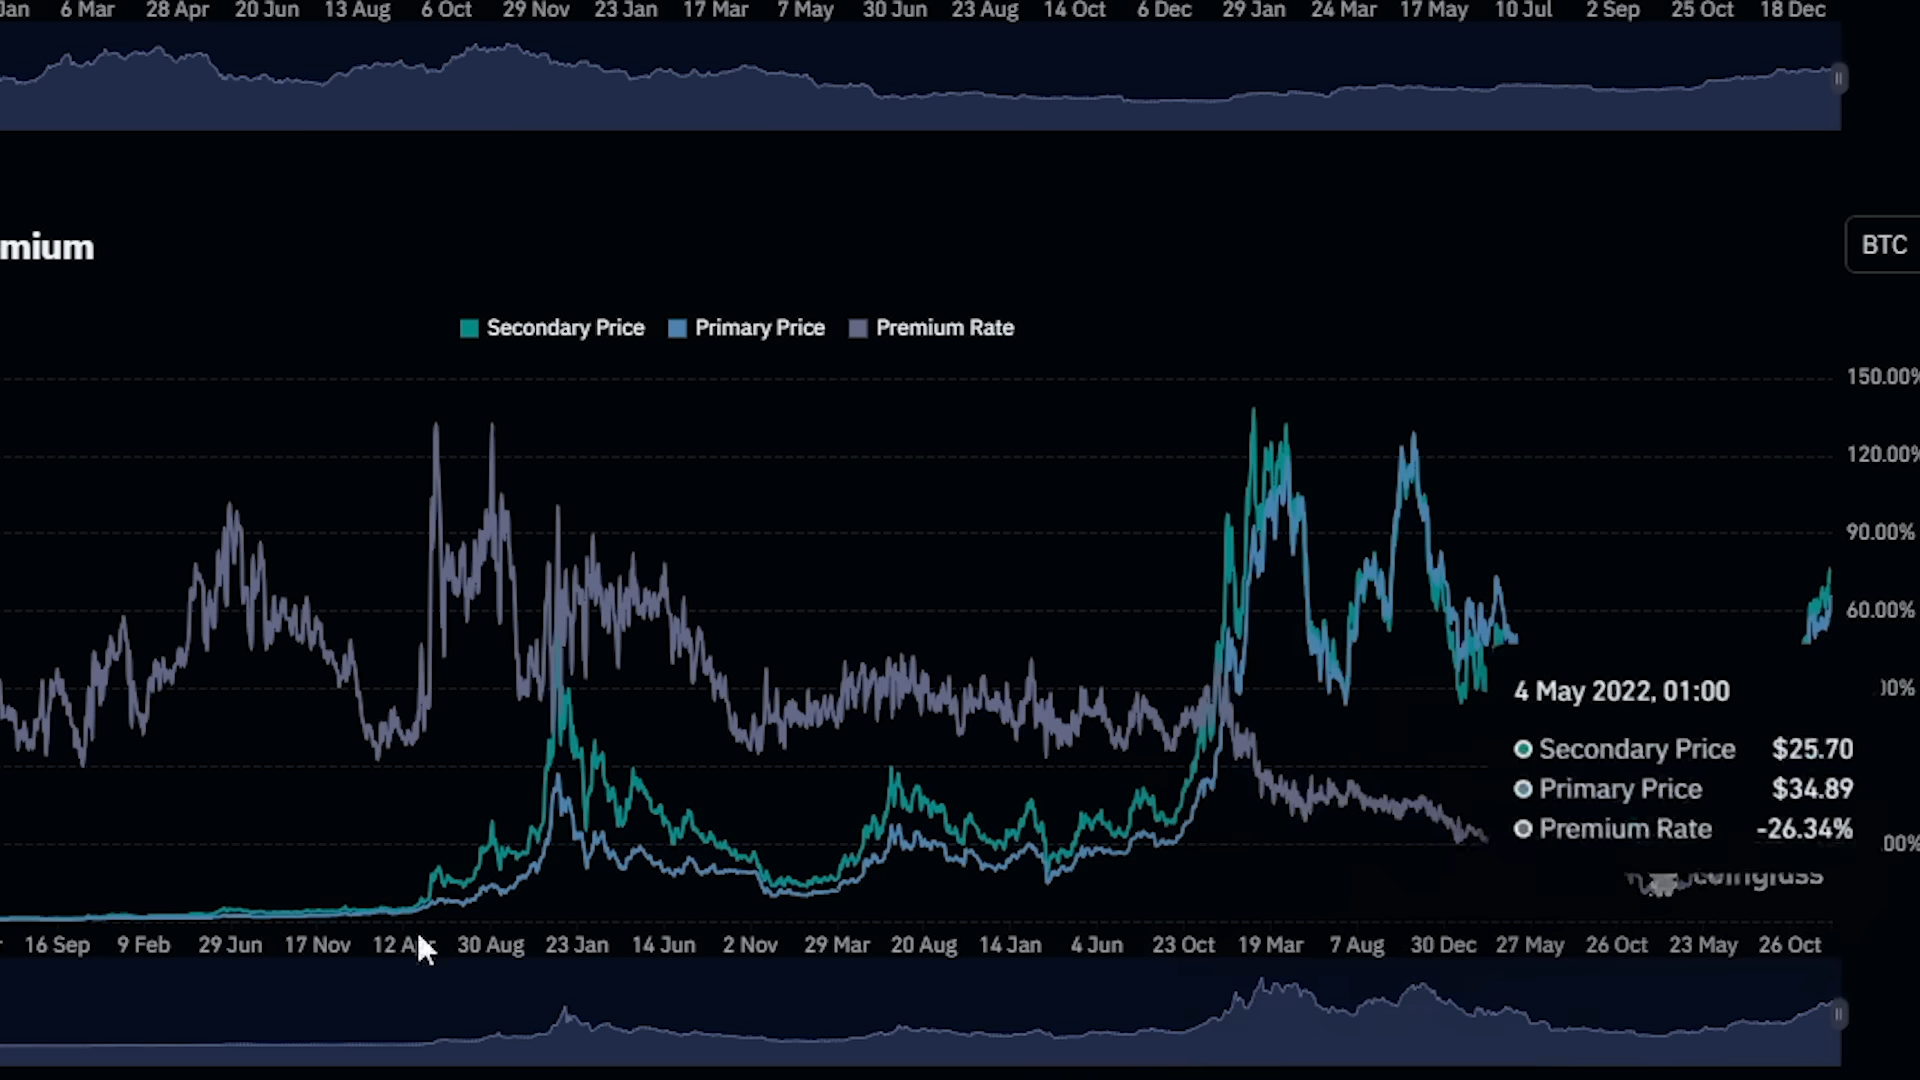 Jan 6 Mar 28 Apr 20 Jun 13 Aug 6 Oct 29 Nov 23 Jan 17 Mar 7 May 30 Jun 23 Aug 14 Oct 6 Dec 29 Jan 24 Mar 17 May 10 Jul 2 Sep 25 Oct 18 Dec
mium
BTC
Secondary Price Primary Price Premium Rate
150.00%
120.00%
90.00%
60.00%
00%
4 May 2022, 01:00
Secondary Price $25.70
Primary Price $34.89
Premium Rate -26.34%
.00%
coinglass
16 Sep 9 Feb 29 Jun 17 Nov 12 Apr 30 Aug 23 Jan 14 Jun 2 Nov 29 Mar 20 Aug 14 Jan 4 Jun 23 Oct 19 Mar 7 Aug 30 Dec 27 May 26 Oct 23 May 26 Oct